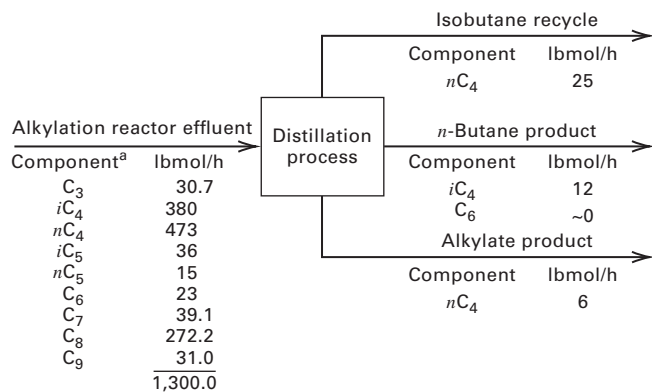 Isobutane recycle
Component lbmol/h
nC4 25
Alkylation reactor effluent
Componentᵃ lbmol/h
C3 30.7
iC4 380
nC4 473
iC5 36
nC5 15
C6 23
C7 39.1
C8 272.2
C9 31.0
1,300.0
Distillation
process
n-Butane product
Component lbmol/h
iC4 12
C6 ~0
Alkylate product
Component lbmol/h
nC4 6